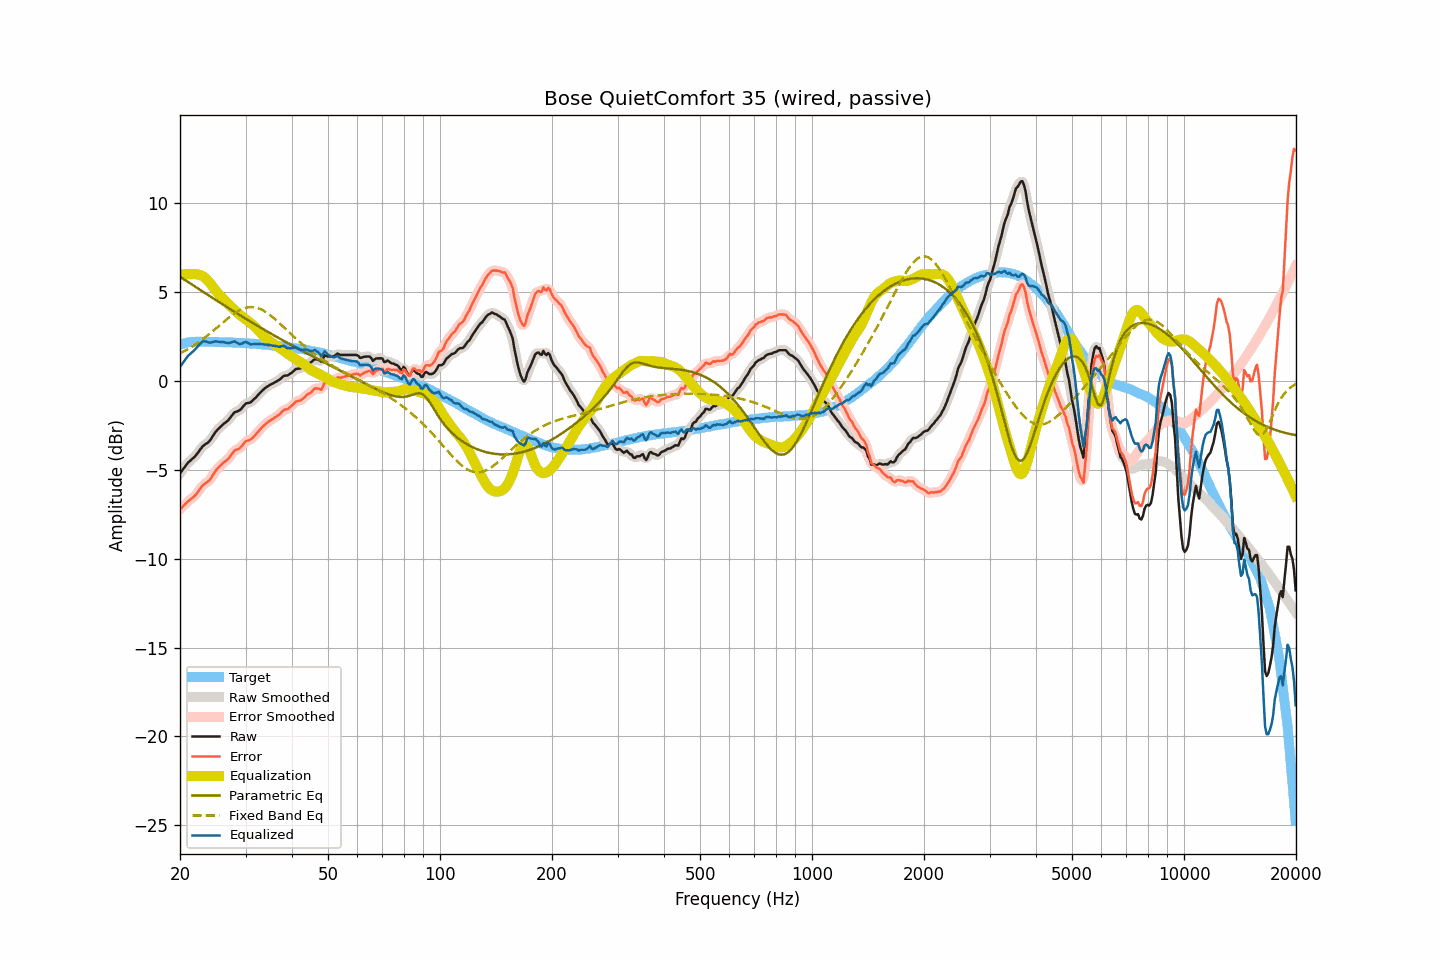 Bose QuietComfort 35 (wired, passive)
Amplitude (dBr)
10
5
0
−5
−10
−15
−20
−25
Target
Raw Smoothed
Error Smoothed
Raw
Error
Equalization
Parametric Eq
Fixed Band Eq
Equalized
20 50 100 200 500 1000 2000 5000 10000 20000
Frequency (Hz)